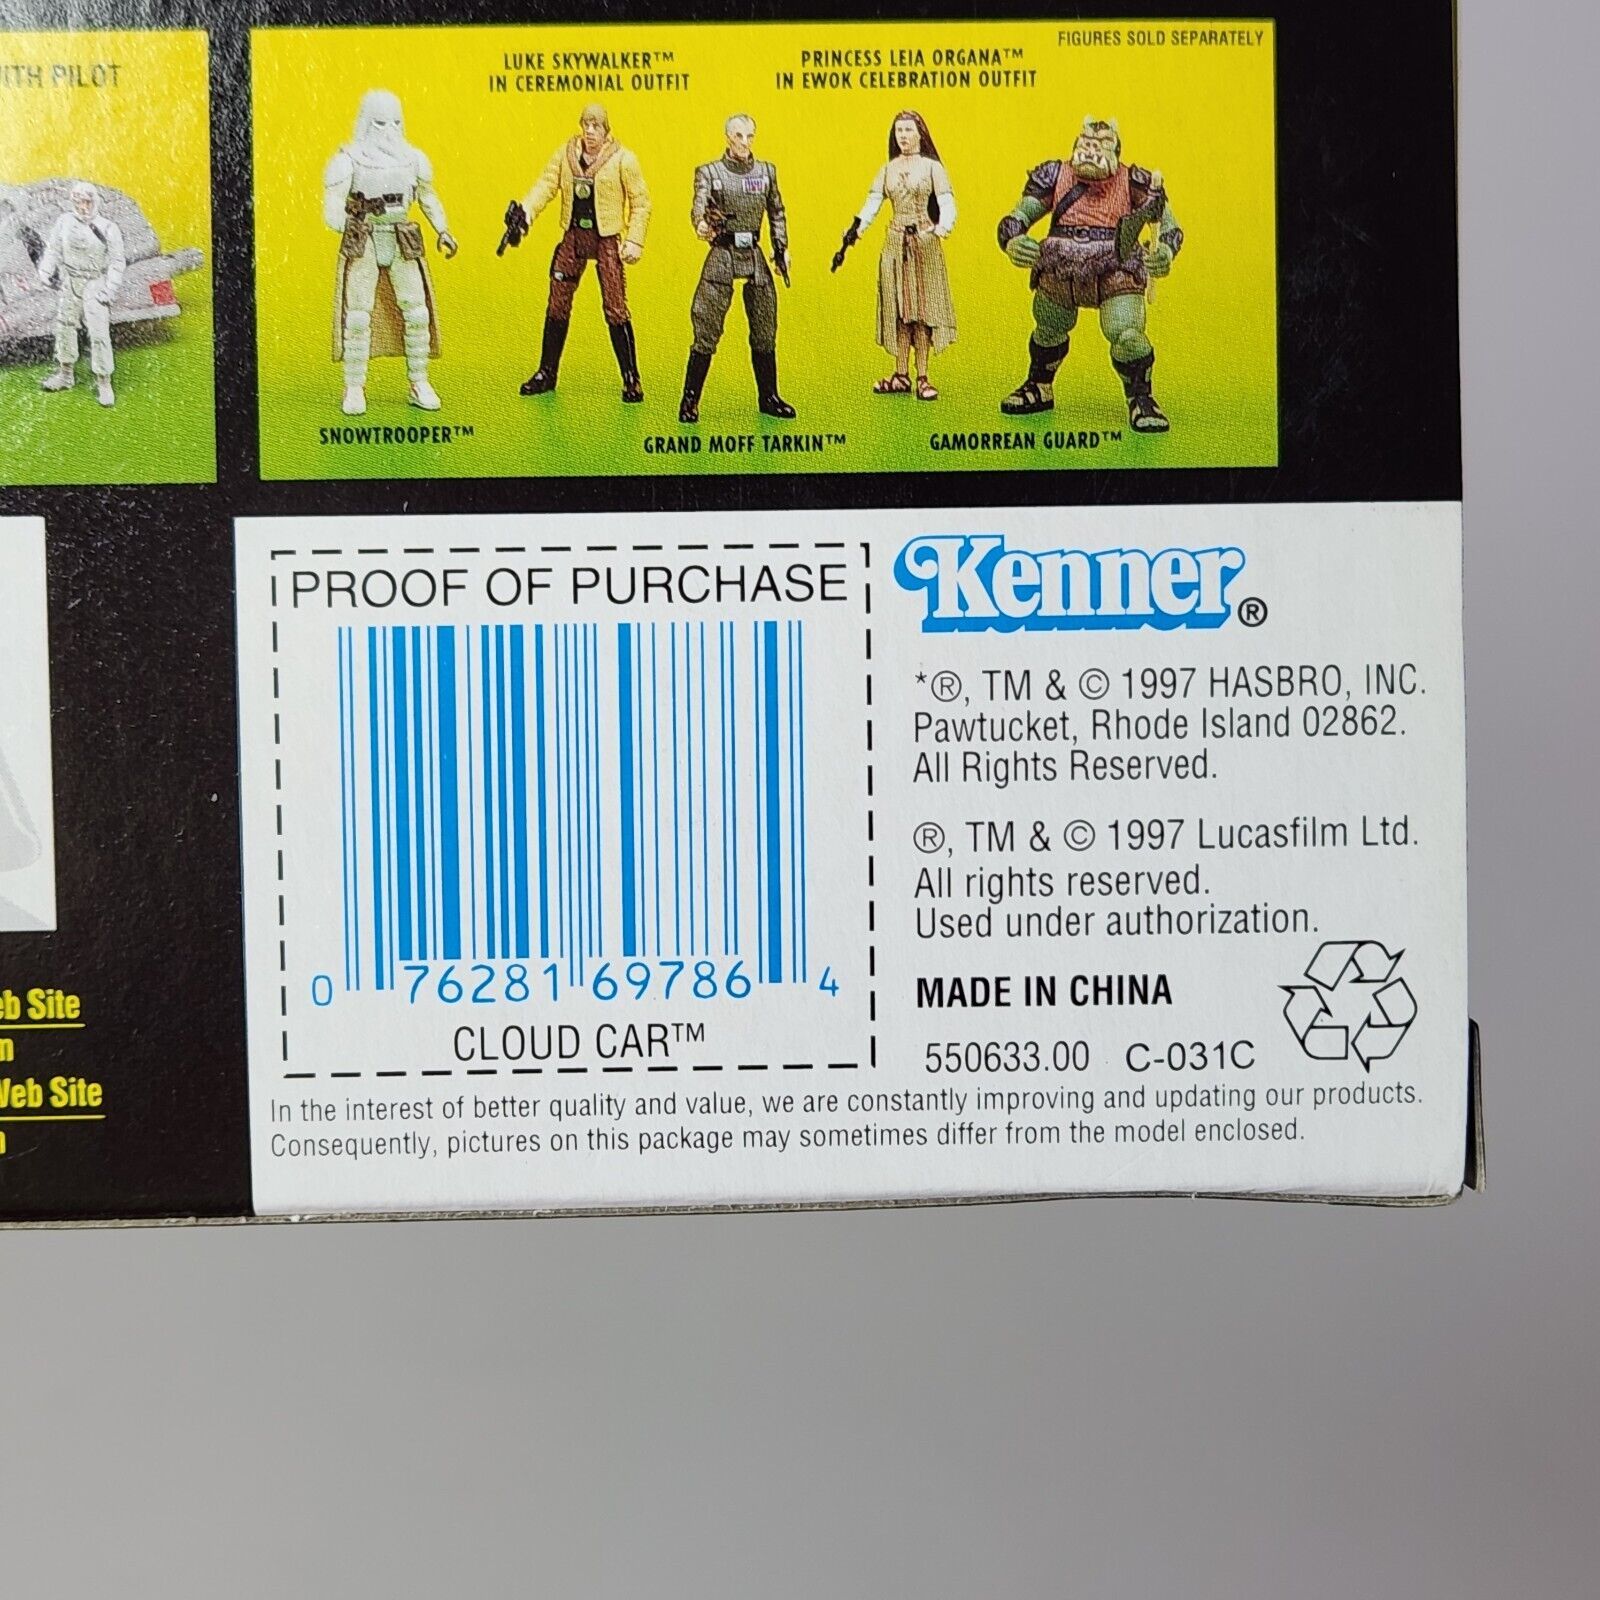 WITH PILOT
FIGURES SOLD SEPARATELY
LUKE SKYWALKER™
IN CEREMONIAL OUTFIT
PRINCESS LEIA ORGANA™
IN EWOK CELEBRATION OUTFIT
SNOWTROOPER™
GRAND MOFF TARKIN™
GAMORREAN GUARD™
Web Site
Web Site
PROOF OF PURCHASE
0 76281 69786 4
CLOUD CAR™
Kenner®
*®, TM & © 1997 HASBRO, INC.
Pawtucket, Rhode Island 02862.
All Rights Reserved.
®, TM & © 1997 Lucasfilm Ltd.
All rights reserved.
Used under authorization.
MADE IN CHINA
550633.00 C-031C
In the interest of better quality and value, we are constantly improving and updating our products.
Consequently, pictures on this package may sometimes differ from the model enclosed.